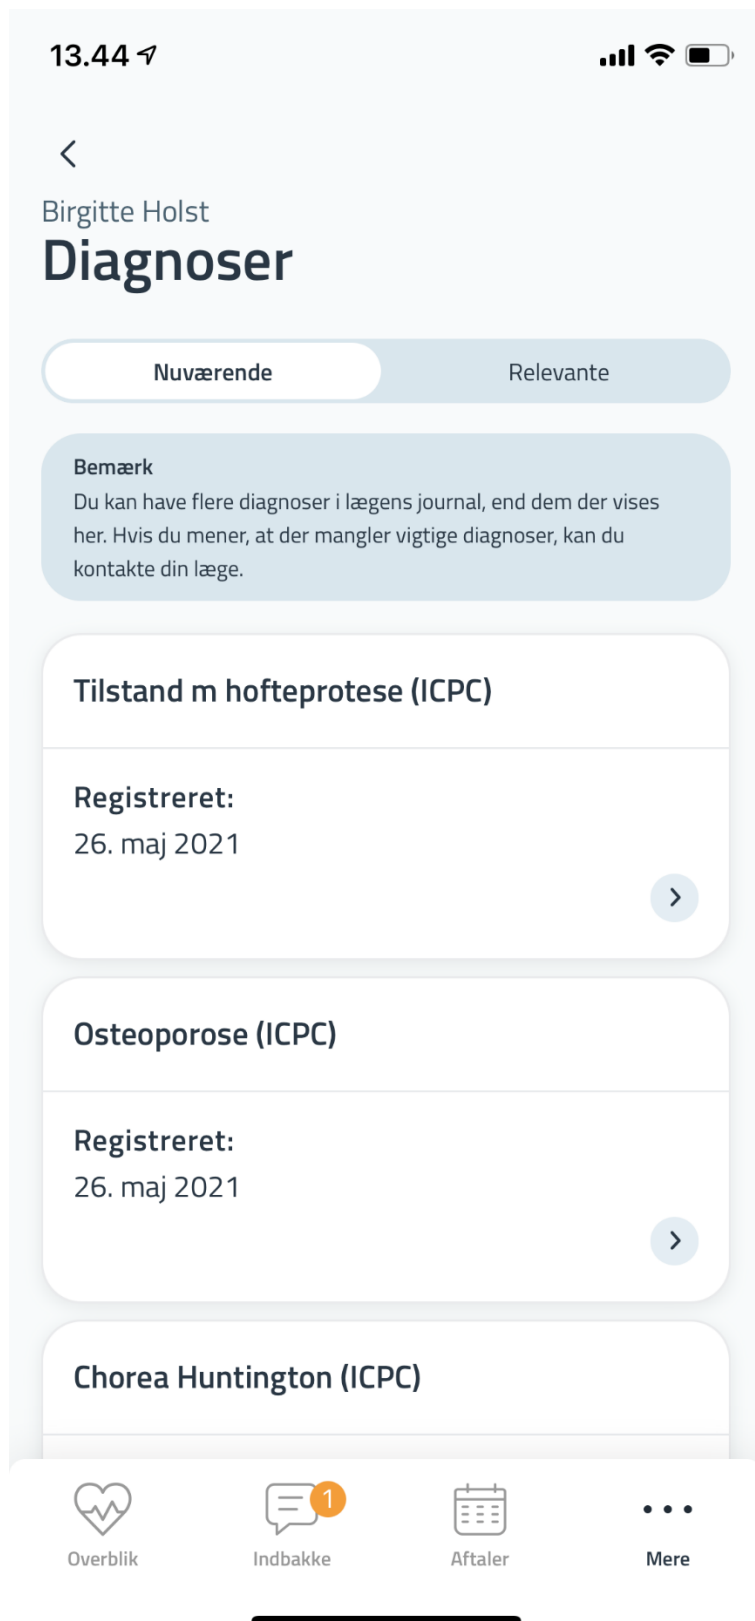 13.44
Birgitte Holst
Diagnoser
Nuværende
Relevante
Bemærk
Du kan have flere diagnoser i lægens journal, end dem der vises
her. Hvis du mener, at der mangler vigtige diagnoser, kan du
kontakte din læge.
Tilstand m hofteprotese (ICPC)
Registreret:
26. maj 2021
Osteoporose (ICPC)
Registreret:
26. maj 2021
Chorea Huntington (ICPC)
1
Overblik
Indbakke
Aftaler
Mere